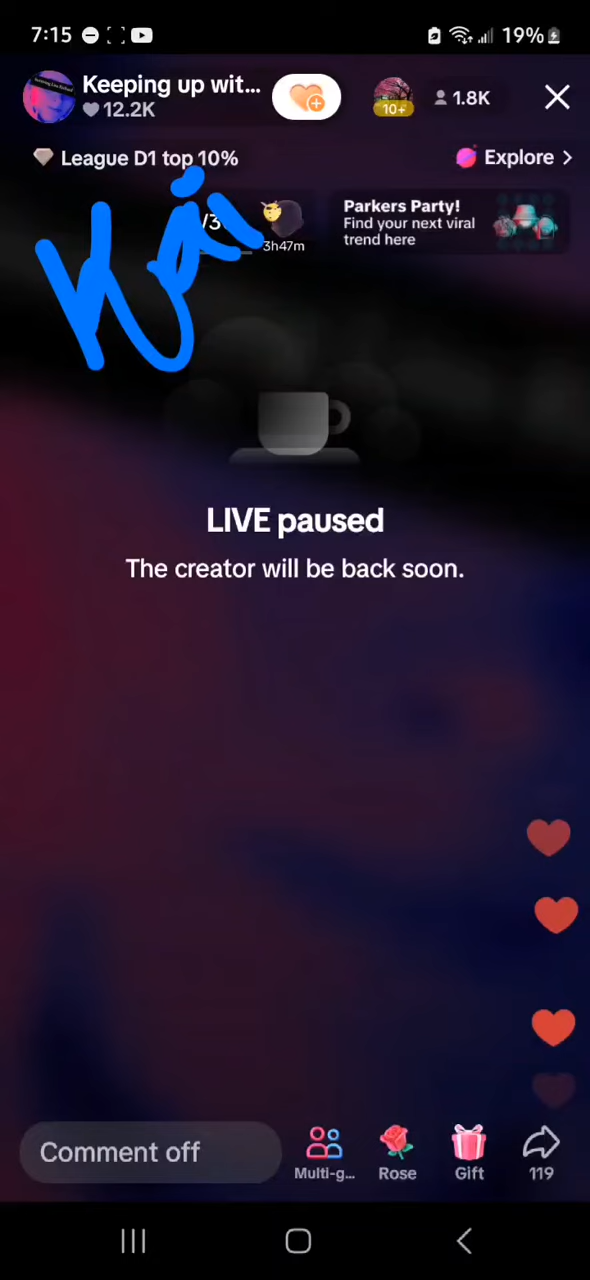 7:15 19%
Keeping up wit...
12.2K
10+
1.8K
League D1 top 10%
Explore >
3h47m
Parkers Party!
Find your next viral
trend here
LIVE paused
The creator will be back soon.
Comment off
Multi-g...
Rose
Gift
119